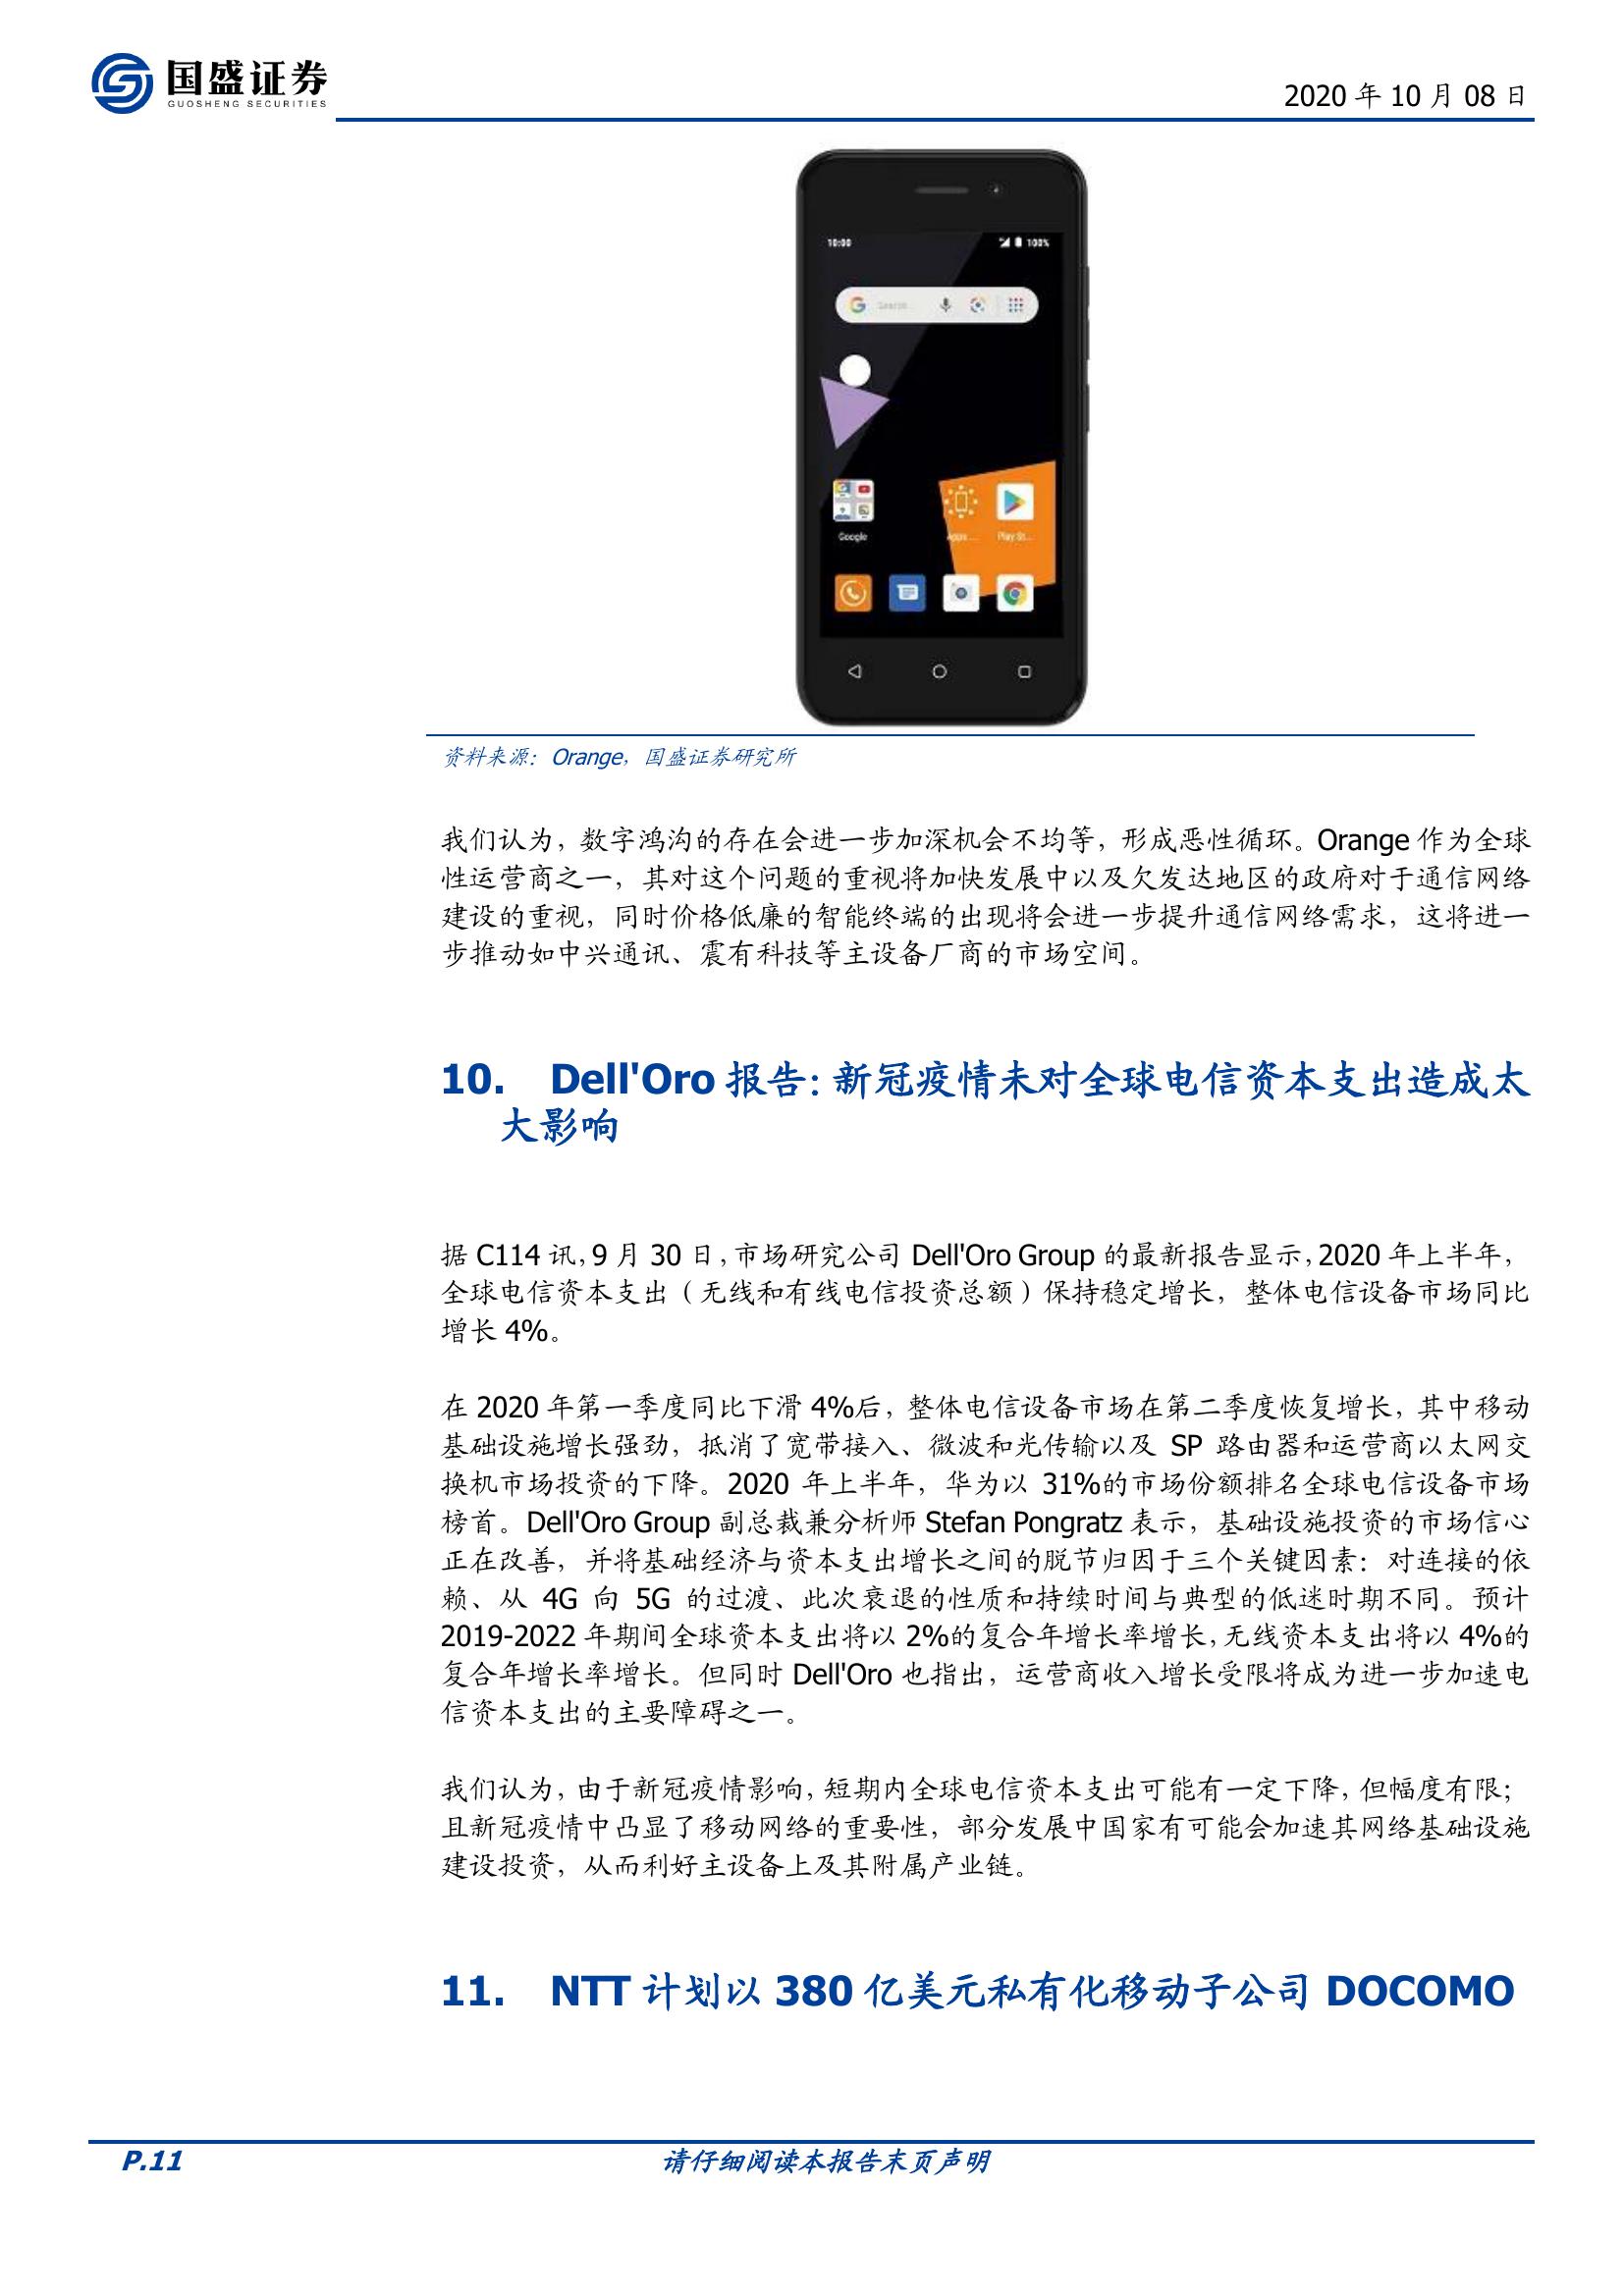 国盛证券
GUOSHENG SECURITIES
2020 年 10 月 08 日
10:00
100%
Search
Google
Apps ...
Play St...
资料来源：Orange，国盛证券研究所
我们认为，数字鸿沟的存在会进一步加深机会不均等，形成恶性循环。Orange 作为全球
性运营商之一，其对这个问题的重视将加快发展中以及欠发达地区的政府对于通信网络
建设的重视，同时价格低廉的智能终端的出现将会进一步提升通信网络需求，这将进一
步推动如中兴通讯、震有科技等主设备厂商的市场空间。
10. Dell'Oro 报告：新冠疫情未对全球电信资本支出造成太
大影响
据 C114 讯，9 月 30 日，市场研究公司 Dell'Oro Group 的最新报告显示，2020 年上半年，
全球电信资本支出（无线和有线电信投资总额）保持稳定增长，整体电信设备市场同比
增长 4%。
在 2020 年第一季度同比下滑 4%后，整体电信设备市场在第二季度恢复增长，其中移动
基础设施增长强劲，抵消了宽带接入、微波和光传输以及 SP 路由器和运营商以太网交
换机市场投资的下降。2020 年上半年，华为以 31%的市场份额排名全球电信设备市场
榜首。Dell'Oro Group 副总裁兼分析师 Stefan Pongratz 表示，基础设施投资的市场信心
正在改善，并将基础经济与资本支出增长之间的脱节归因于三个关键因素：对连接的依
赖、从 4G 向 5G 的过渡、此次衰退的性质和持续时间与典型的低迷时期不同。预计
2019-2022 年期间全球资本支出将以 2%的复合年增长率增长，无线资本支出将以 4%的
复合年增长率增长。但同时 Dell'Oro 也指出，运营商收入增长受限将成为进一步加速电
信资本支出的主要障碍之一。
我们认为，由于新冠疫情影响，短期内全球电信资本支出可能有一定下降，但幅度有限；
且新冠疫情中凸显了移动网络的重要性，部分发展中国家有可能会加速其网络基础设施
建设投资，从而利好主设备上及其附属产业链。
11. NTT 计划以 380 亿美元私有化移动子公司 DOCOMO
P.11
请仔细阅读本报告末页声明